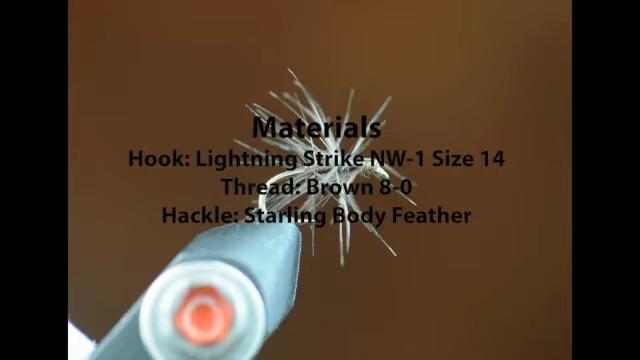 Materials
Hook: Lightning Strike NW-1 Size 14
Thread: Brown 8-0
Hackle: Starling Body Feather